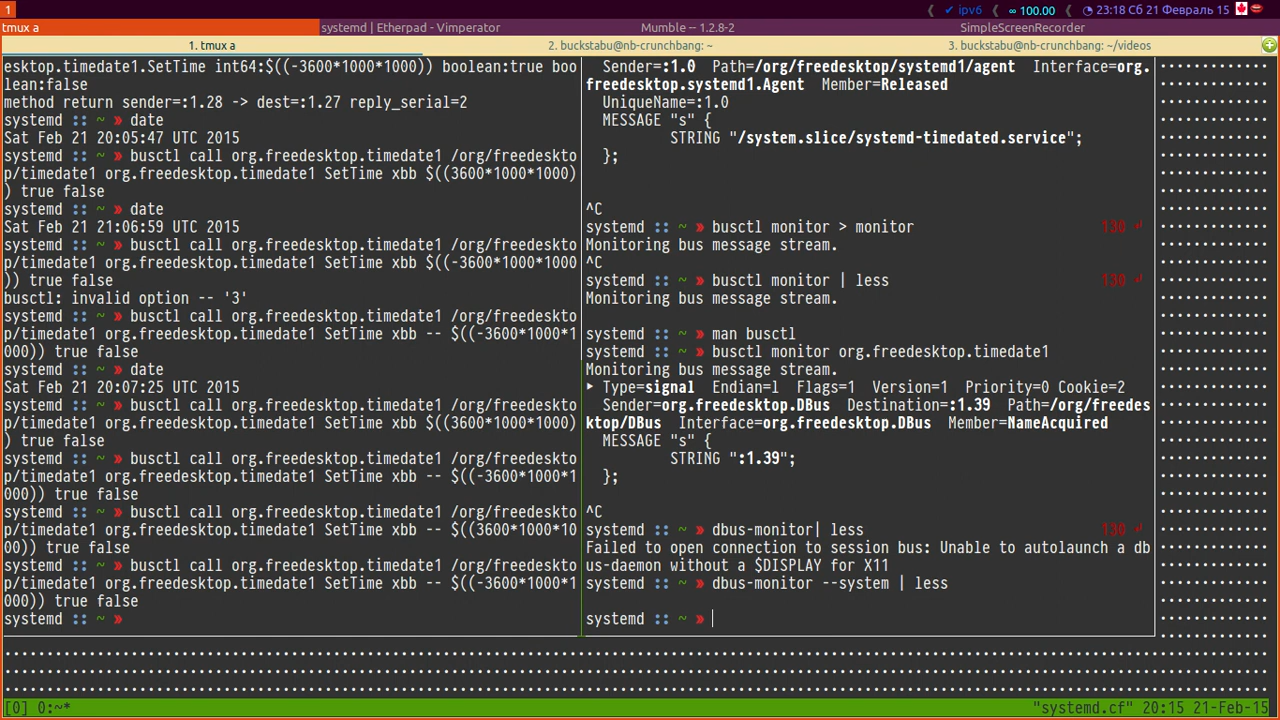 1
ipv6 ∞ 100.00 23:18 Сб 21 Февраль 15
tmux a systemd | Etherpad - Vimperator Mumble -- 1.2.8-2 SimpleScreenRecorder
1. tmux a 2. buckstabu@nb-crunchbang: ~ 3. buckstabu@nb-crunchbang: ~/videos
esktop.timedate1.SetTime int64:$((-3600*1000*1000)) boolean:true boo
lean:false
method return sender=:1.28 -> dest=:1.27 reply_serial=2
systemd :: ~ » date
Sat Feb 21 20:05:47 UTC 2015
systemd :: ~ » busctl call org.freedesktop.timedate1 /org/freedeskto
p/timedate1 org.freedesktop.timedate1 SetTime xbb $((3600*1000*1000)
) true false
systemd :: ~ » date
Sat Feb 21 21:06:59 UTC 2015
systemd :: ~ » busctl call org.freedesktop.timedate1 /org/freedeskto
p/timedate1 org.freedesktop.timedate1 SetTime xbb $((-3600*1000*1000
)) true false
busctl: invalid option -- '3'
systemd :: ~ » busctl call org.freedesktop.timedate1 /org/freedeskto
p/timedate1 org.freedesktop.timedate1 SetTime xbb -- $((-3600*1000*1
000)) true false
systemd :: ~ » date
Sat Feb 21 20:07:25 UTC 2015
systemd :: ~ » busctl call org.freedesktop.timedate1 /org/freedeskto
p/timedate1 org.freedesktop.timedate1 SetTime xbb $((3600*1000*1000)
) true false
systemd :: ~ » busctl call org.freedesktop.timedate1 /org/freedeskto
p/timedate1 org.freedesktop.timedate1 SetTime xbb -- $((-3600*1000*1
000)) true false
systemd :: ~ » busctl call org.freedesktop.timedate1 /org/freedeskto
p/timedate1 org.freedesktop.timedate1 SetTime xbb -- $((3600*1000*10
00)) true false
systemd :: ~ » busctl call org.freedesktop.timedate1 /org/freedeskto
p/timedate1 org.freedesktop.timedate1 SetTime xbb -- $((-3600*1000*1
000)) true false
systemd :: ~ »
Sender=:1.0 Path=/org/freedesktop/systemd1/agent Interface=org.
freedesktop.systemd1.Agent Member=Released
UniqueName=:1.0
MESSAGE "s" {
STRING "/system.slice/systemd-timedated.service";
};
^C
systemd :: ~ » busctl monitor > monitor 130 ↵
Monitoring bus message stream.
^C
systemd :: ~ » busctl monitor | less 130 ↵
Monitoring bus message stream.
systemd :: ~ » man busctl
systemd :: ~ » busctl monitor org.freedesktop.timedate1
Monitoring bus message stream.
‣ Type=signal Endian=l Flags=1 Version=1 Priority=0 Cookie=2
Sender=org.freedesktop.DBus Destination=:1.39 Path=/org/freedes
ktop/DBus Interface=org.freedesktop.DBus Member=NameAcquired
MESSAGE "s" {
STRING ":1.39";
};
^C
systemd :: ~ » dbus-monitor| less 130 ↵
Failed to open connection to session bus: Unable to autolaunch a db
us-daemon without a $DISPLAY for X11
systemd :: ~ » dbus-monitor --system | less
systemd :: ~ »
[0] 0:~* "systemd.cf" 20:15 21-Feb-15